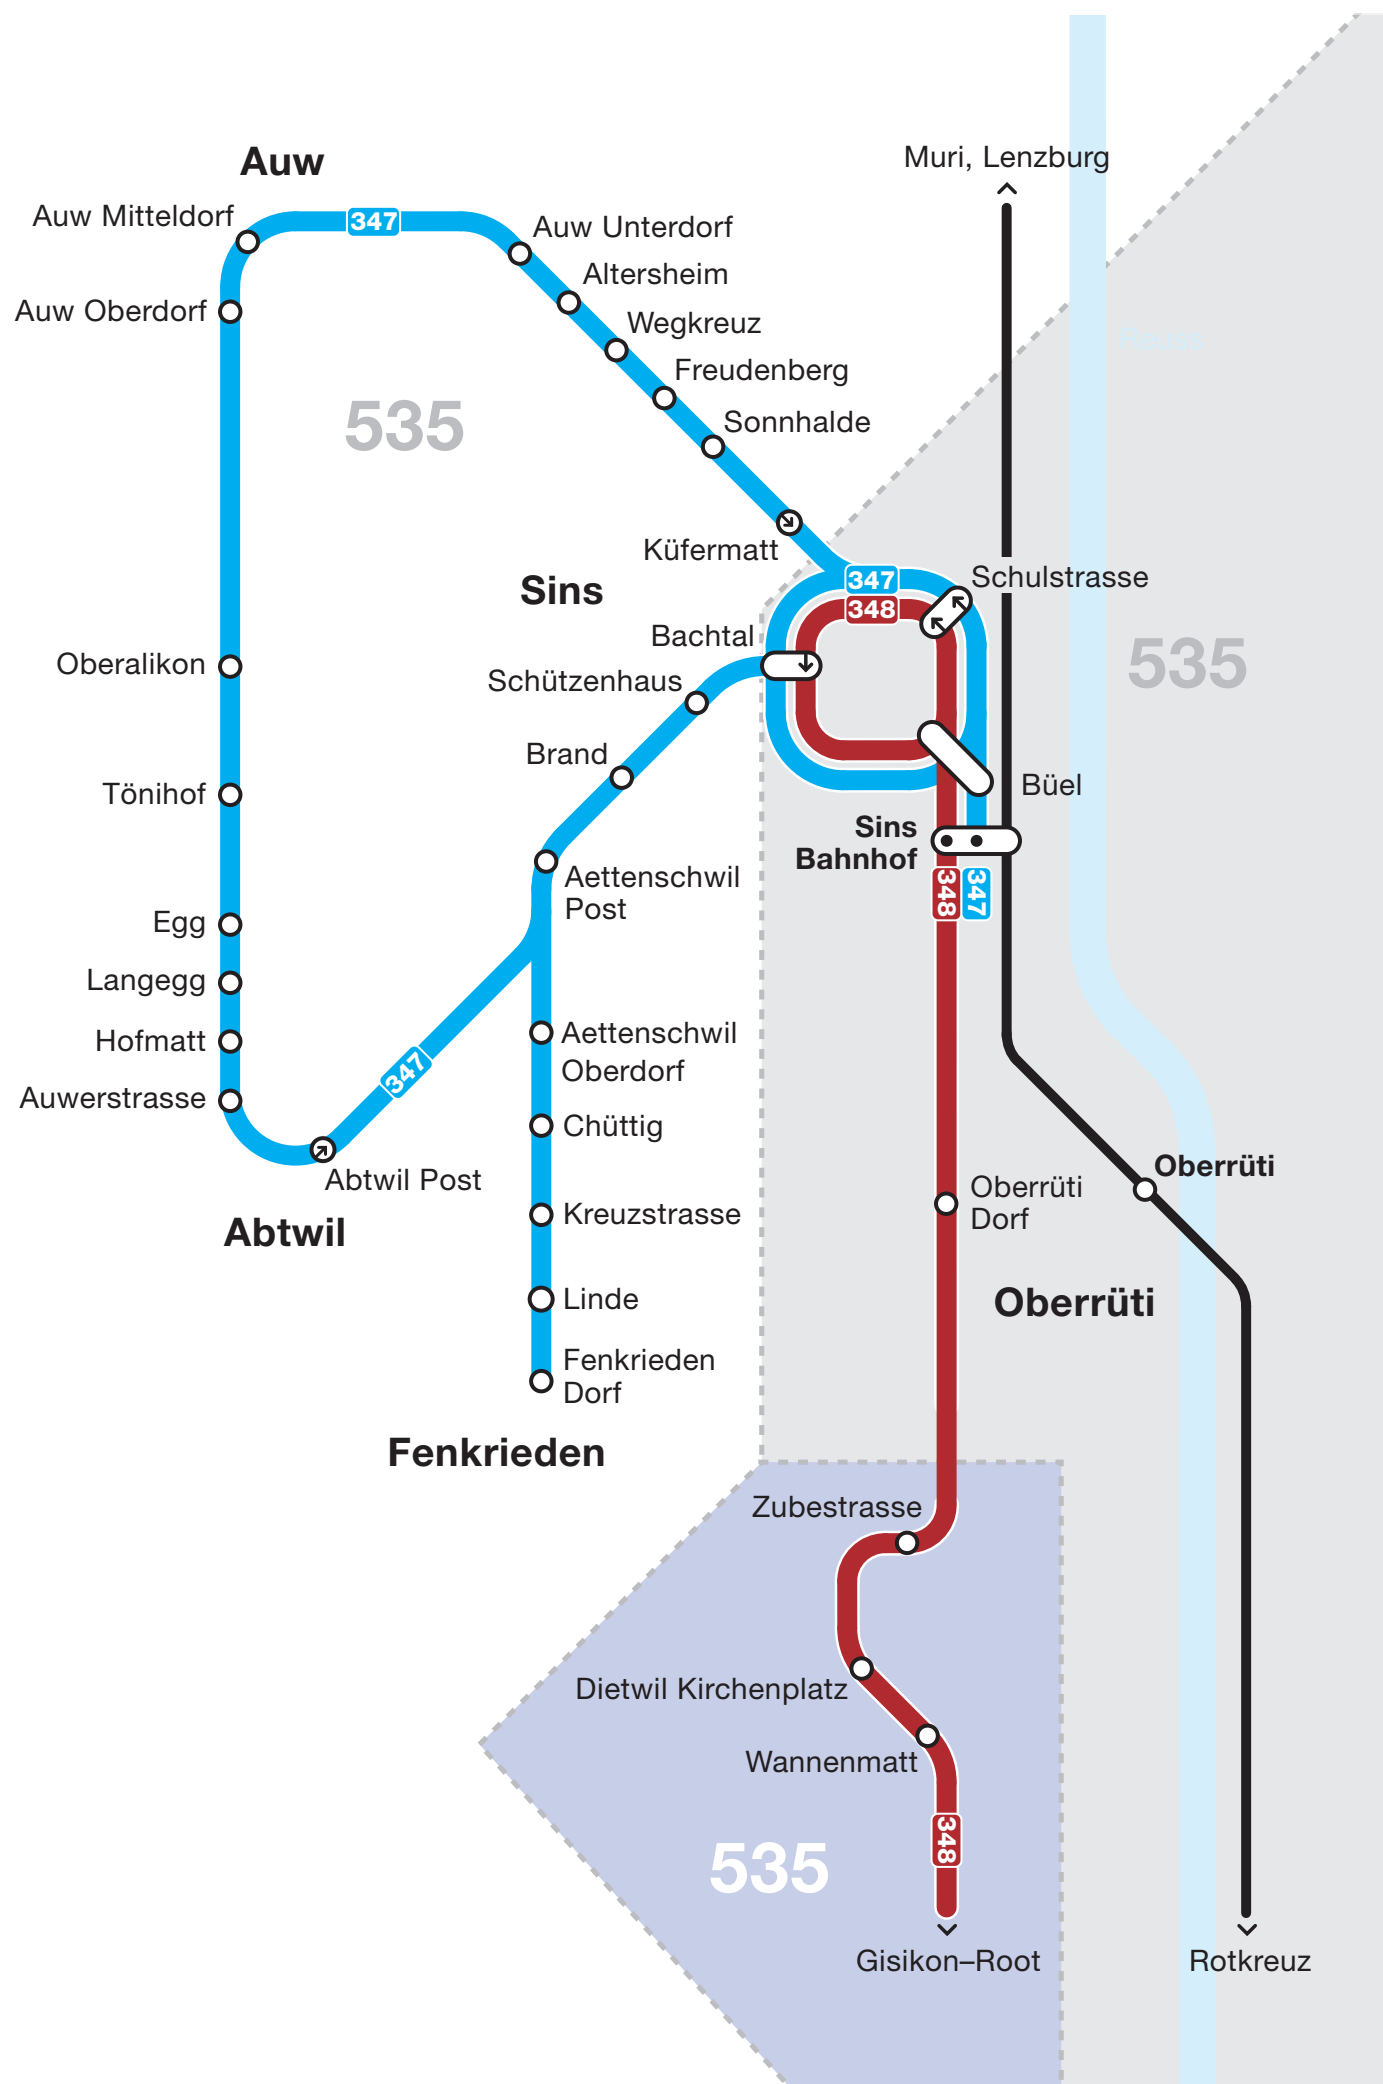 Muri, Lenzburg
Auw
Auw Mitteldorf
347
Auw Unterdorf
Altersheim
Auw Oberdorf
Wegkreuz
Reuss
Freudenberg
535
Sonnhalde
Küfermatt
347
Schulstrasse
Sins
348
Bachtal
535
Oberalikon
Schützenhaus
Brand
Büel
Tönihof
Sins
Bahnhof
Aettenschwil
Post
348
347
Egg
Langegg
Hofmatt
Aettenschwil
Oberdorf
347
Auwerstrasse
Chüttig
Abtwil Post
Oberrüti
Oberrüti
Dorf
Kreuzstrasse
Abtwil
Linde
Oberrüti
Fenkrieden
Dorf
Fenkrieden
Zubestrasse
Dietwil Kirchenplatz
Wannenmatt
348
535
Gisikon–Root
Rotkreuz